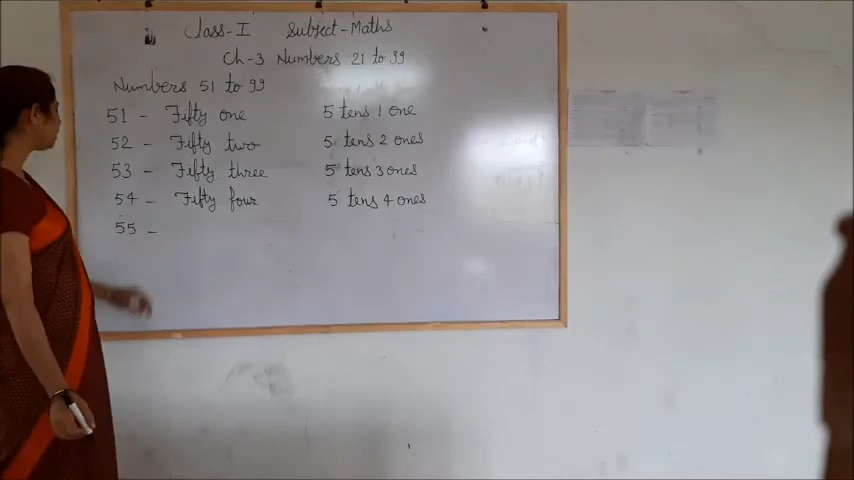 Class-I Subject-Maths
Ch-3 Numbers 21 to 99
Numbers 51 to 99
51 - Fifty one 5 tens 1 one
52 - Fifty two 5 tens 2 ones
53 - Fifty three 5 tens 3 ones
54 - Fifty four 5 tens 4 ones
55 -